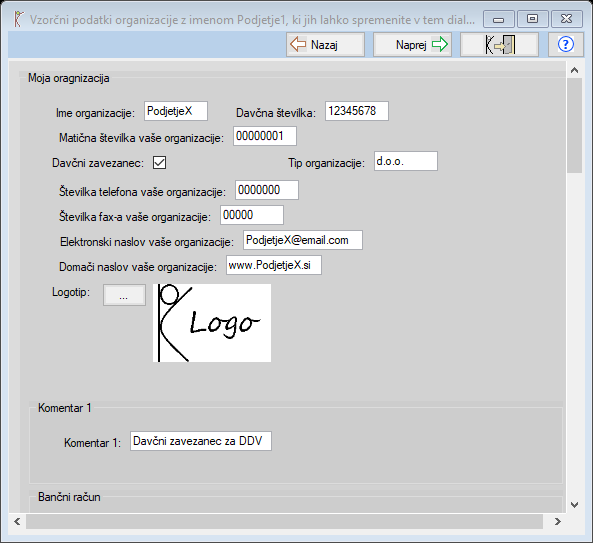 Vzorčni podatki organizacije z imenom Podjetje1, ki jih lahko spremenite v tem dial...
Nazaj Naprej ?
Moja oragnizacija
Ime organizacije: PodjetjeX Davčna številka: 12345678
Matična številka vaše organizacije: 00000001
Davčni zavezanec: Tip organizacije: d.o.o.
Številka telefona vaše organizacije: 0000000
Številka fax-a vaše organizacije: 00000
Elektronski naslov vaše organizacije: PodjetjeX@email.com
Domači naslov vaše organizacije: www.PodjetjeX.si
Logotip: ... Logo
Komentar 1
Komentar 1: Davčni zavezanec za DDV
Bančni račun